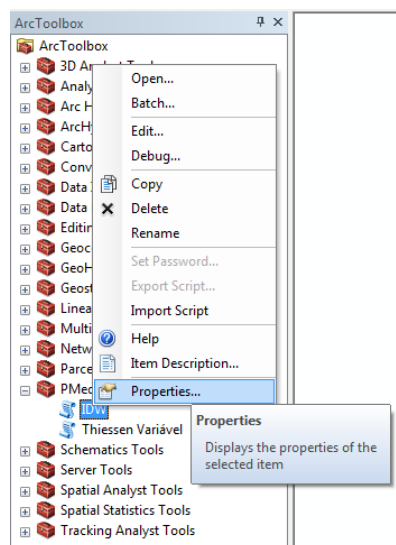 ArcToolbox
ArcToolbox
3D An
Open...
Analy
Batch...
Arc H
ArcHy
Edit...
Carto
Debug...
Conv
Data
Copy
Data
Delete
Editin
Rename
Geoc
GeoH
Set Password...
Geost
Export Script...
Linea
Import Script
Multi
Netw
Help
Parce
Item Description...
PMed
Properties...
IDW
Properties
Thiessen Variável
Displays the properties of the
selected item
Schematics Tools
Server Tools
Spatial Analyst Tools
Spatial Statistics Tools
Tracking Analyst Tools